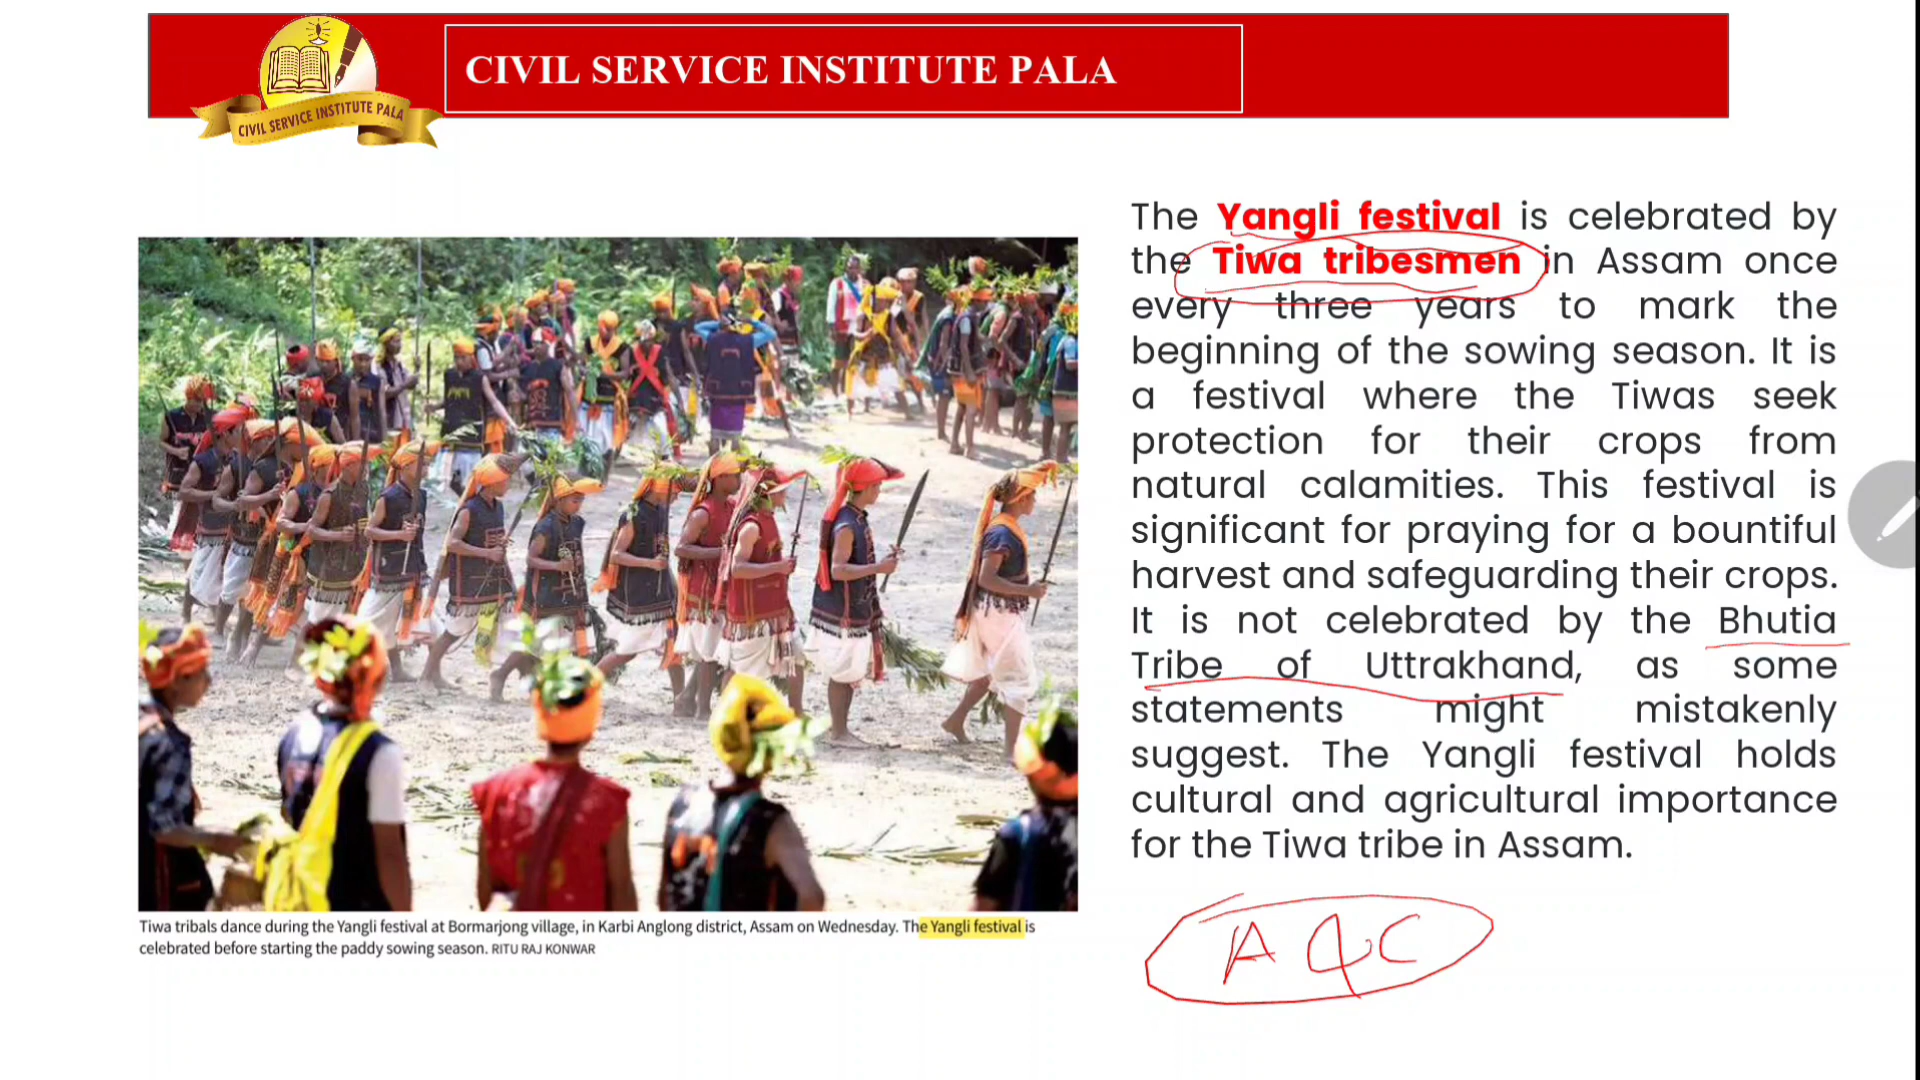 CIVIL SERVICE INSTITUTE PALA
CIVIL SERVICE INSTITUTE PALA
The Yangli festival is celebrated by
the Tiwa tribesmen in Assam once
every three years to mark the
beginning of the sowing season. It is
a festival where the Tiwas seek
protection for their crops from
natural calamities. This festival is
significant for praying for a bountiful
harvest and safeguarding their crops.
It is not celebrated by the Bhutia
Tribe of Uttrakhand, as some
statements might mistakenly
suggest. The Yangli festival holds
cultural and agricultural importance
for the Tiwa tribe in Assam.
Tiwa tribals dance during the Yangli festival at Bormarjong village, in Karbi Anglong district, Assam on Wednesday. The Yangli festival is
celebrated before starting the paddy sowing season. RITU RAJ KONWAR